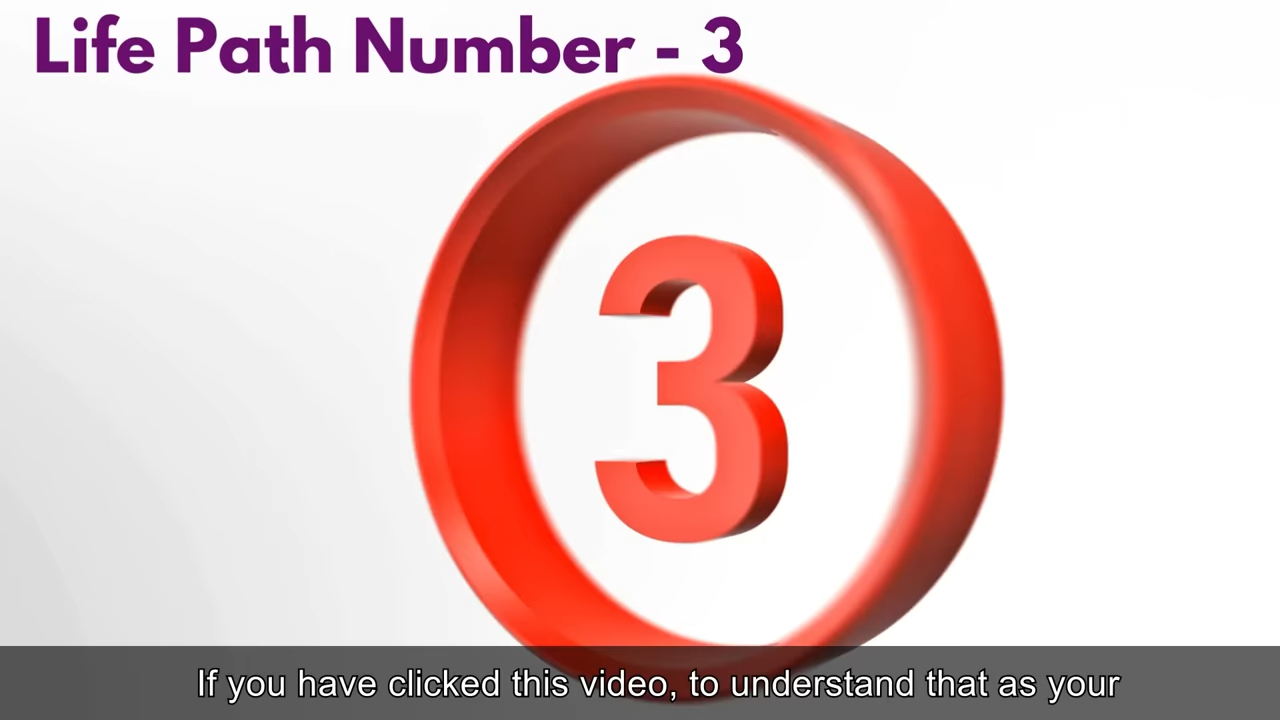 Life Path Number - 3
3
If you have clicked this video, to understand that as your